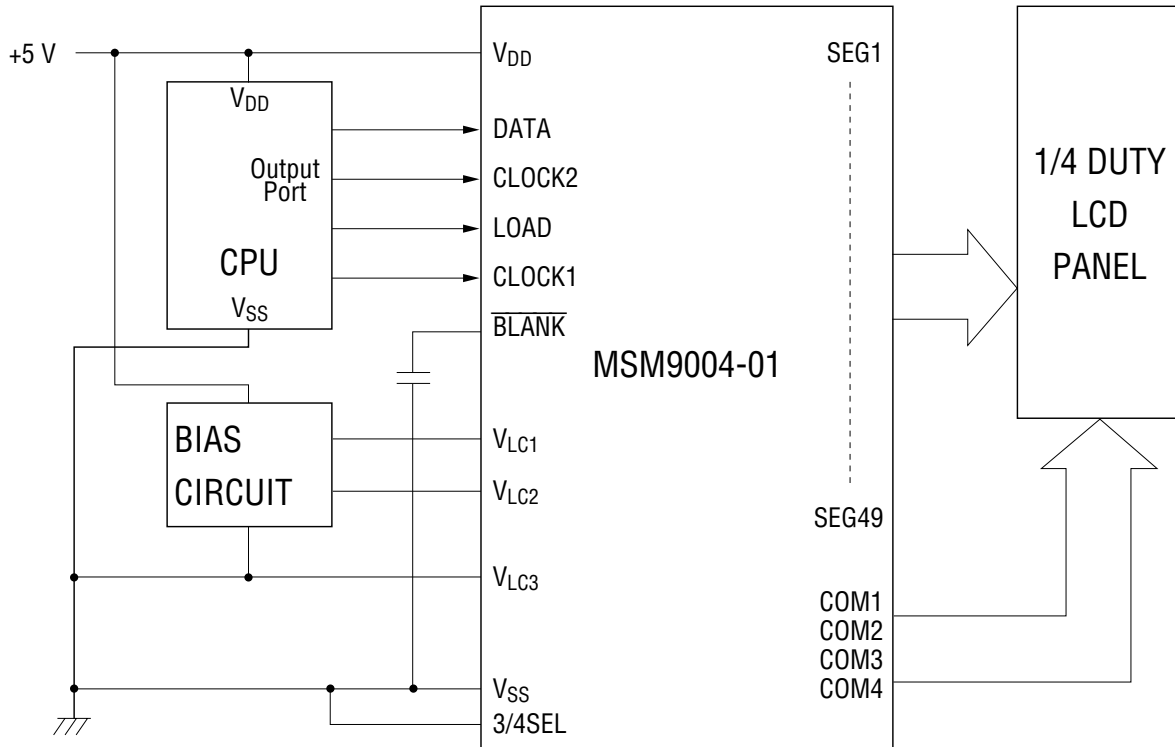 +5 V
VDD
SEG1
VDD
DATA
Output
Port
CLOCK2
LOAD
CPU
CLOCK1
VSS
BLANK
MSM9004-01
1/4 DUTY
LCD
PANEL
BIAS
CIRCUIT
VLC1
VLC2
SEG49
VLC3
COM1
COM2
COM3
COM4
VSS
3/4SEL